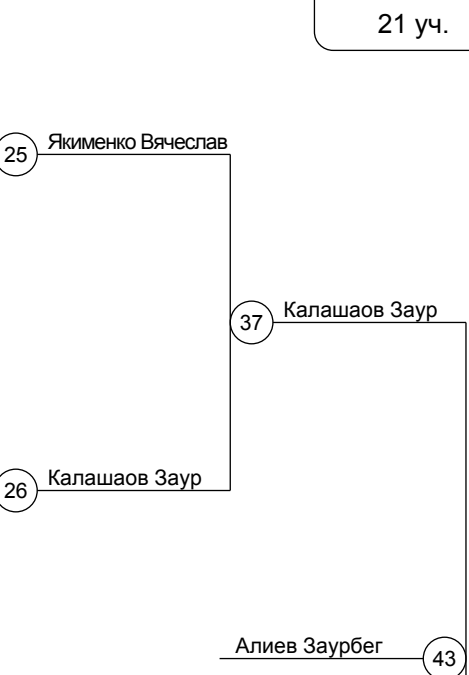 21 уч.
25 Якименко Вячеслав
37 Калашаов Заур
26 Калашаов Заур
Алиев Заурбег 43